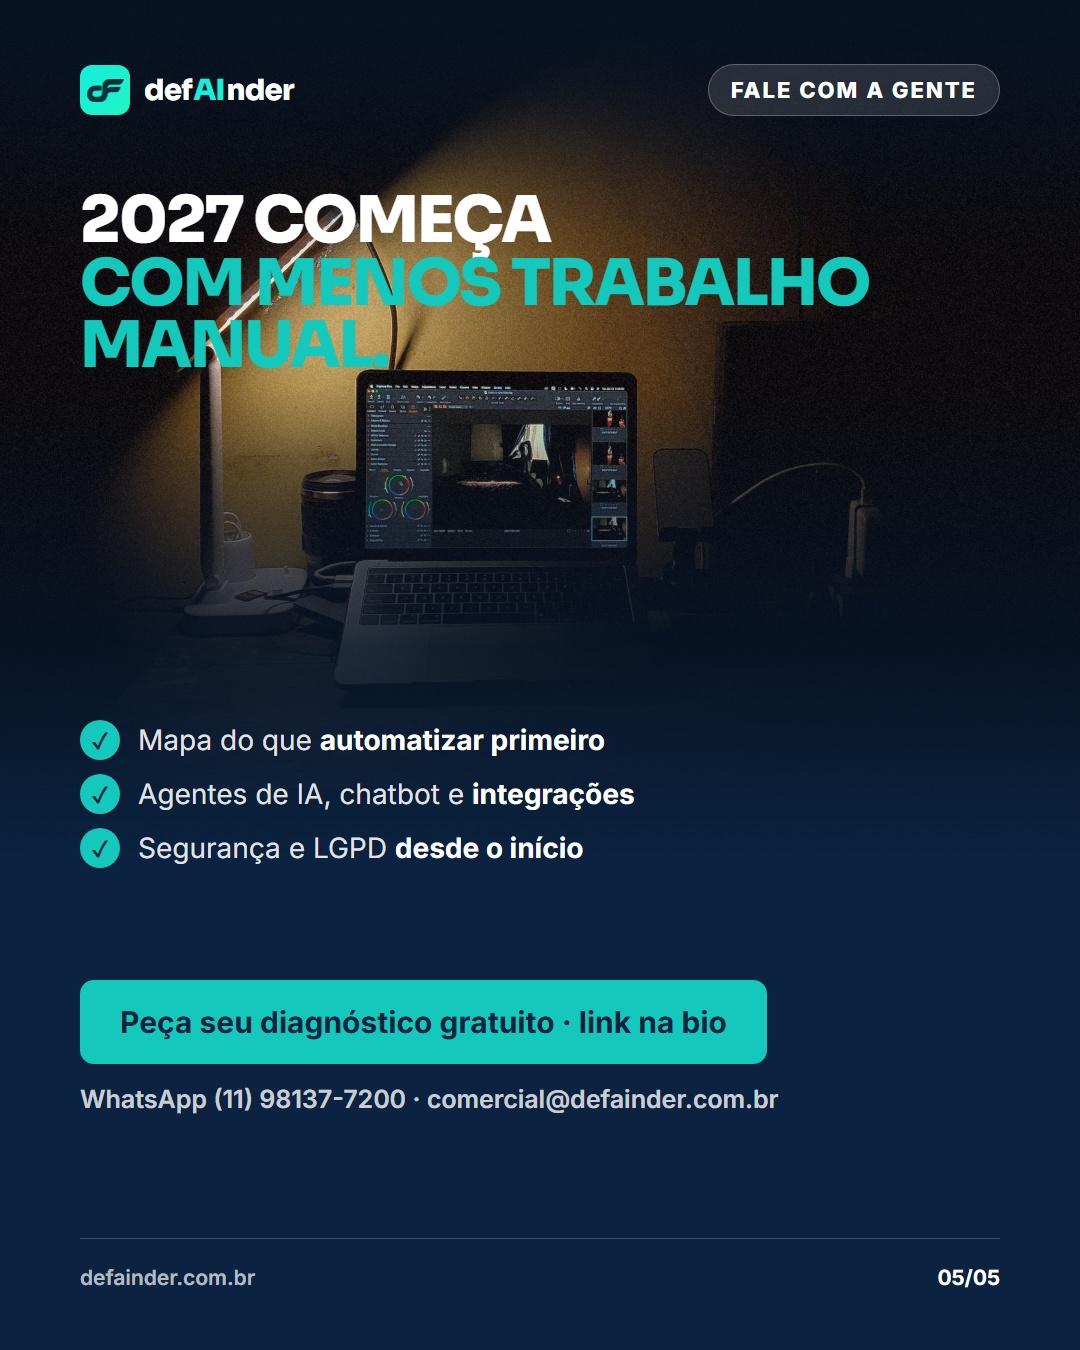 defAInder
FALE COM A GENTE
2027 COMEÇA
COM MENOS TRABALHO
MANUAL.
Mapa do que automatizar primeiro
Agentes de IA, chatbot e integrações
Segurança e LGPD desde o início
Peça seu diagnóstico gratuito · link na bio
WhatsApp (11) 98137-7200 · comercial@defainder.com.br
defainder.com.br
05/05